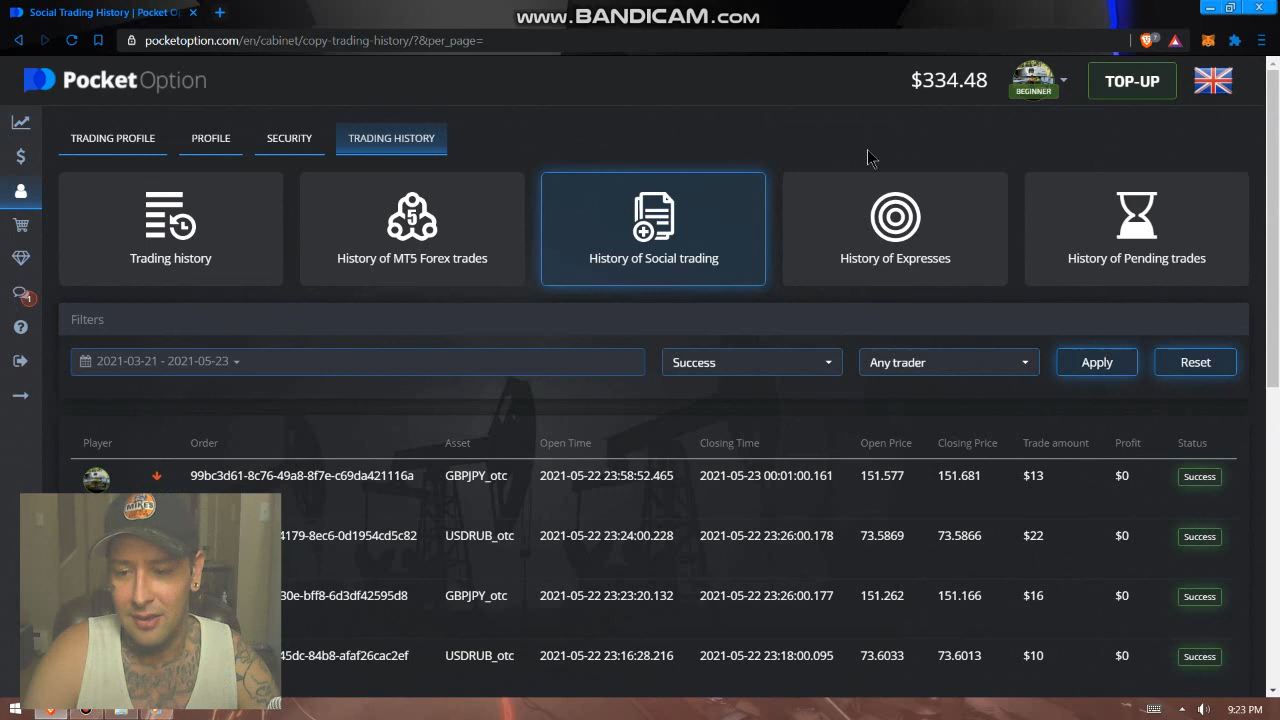 Social Trading History | Pocket O
www.BANDICAM.com
pocketoption.com/en/cabinet/copy-trading-history/?&per_page=
7
PocketOption
$334.48
BEGINNER
TOP-UP
TRADING PROFILE
PROFILE
SECURITY
TRADING HISTORY
5
Trading history
History of MT5 Forex trades
History of Social trading
History of Expresses
History of Pending trades
1
Filters
2021-03-21 - 2021-05-23
Success
Any trader
Apply
Reset
Player Order Asset Open Time Closing Time Open Price Closing Price Trade amount Profit Status
99bc3d61-8c76-49a8-8f7e-c69da421116a GBPJPY_otc 2021-05-22 23:58:52.465 2021-05-23 00:01:00.161 151.577 151.681 $13 $0 Success
4179-8ec6-0d1954cd5c82 USDRUB_otc 2021-05-22 23:24:00.228 2021-05-22 23:26:00.178 73.5869 73.5866 $22 $0 Success
30e-bff8-6d3df42595d8 GBPJPY_otc 2021-05-22 23:23:20.132 2021-05-22 23:26:00.177 151.262 151.166 $16 $0 Success
45dc-84b8-afaf26cac2ef USDRUB_otc 2021-05-22 23:16:28.216 2021-05-22 23:18:00.095 73.6033 73.6013 $10 $0 Success
MIKE'S
9:23 PM